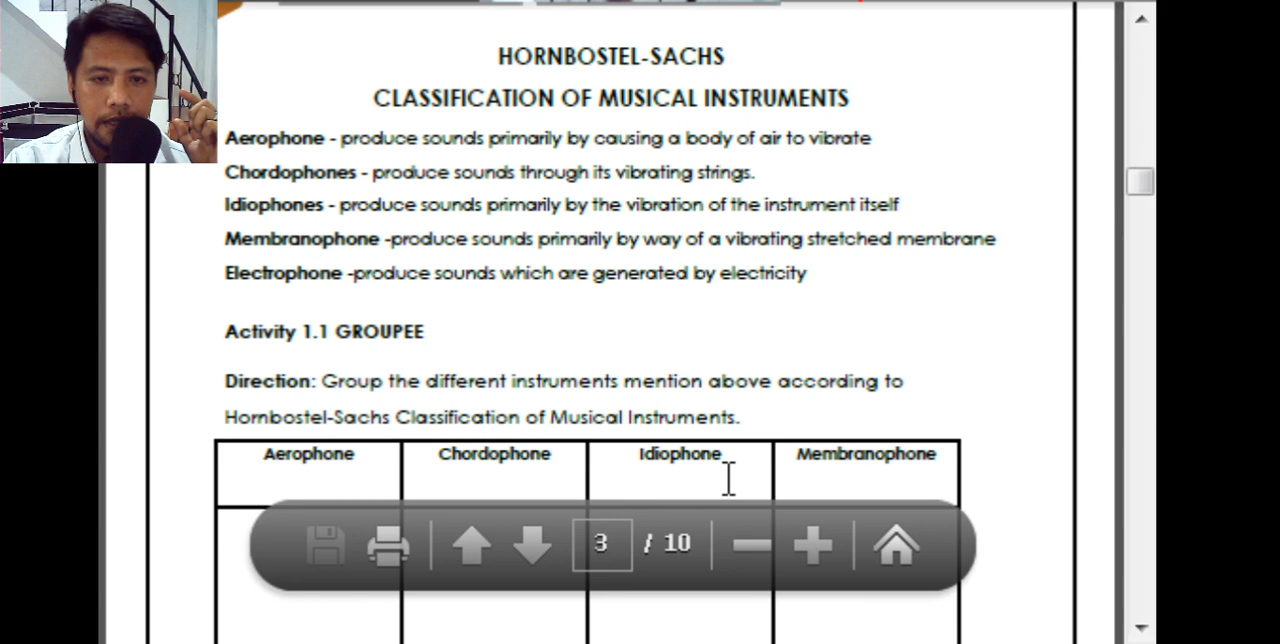 HORNBOSTEL-SACHS
CLASSIFICATION OF MUSICAL INSTRUMENTS
Aerophone - produce sounds primarily by causing a body of air to vibrate
Chordophones - produce sounds through its vibrating strings.
Idiophones - produce sounds primarily by the vibration of the instrument itself
Membranophone -produce sounds primarily by way of a vibrating stretched membrane
Electrophone -produce sounds which are generated by electricity
Activity 1.1 GROUPEE
Direction: Group the different instruments mention above according to
Hornbostel-Sachs Classification of Musical Instruments.
Aerophone Chordophone Idiophone Membranophone
3 / 10